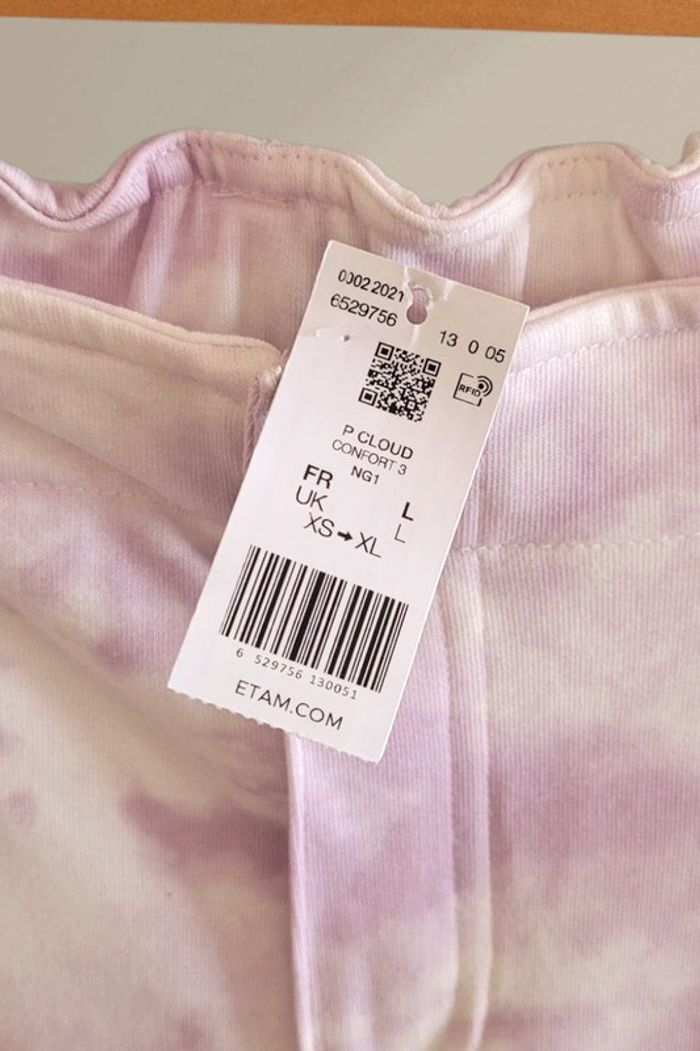 0002 2021
6529756
13 0 05
RFID
P CLOUD
CONFORT 3
NG1
FR L
UK L
XS→XL
6 529756 130051
ETAM.COM